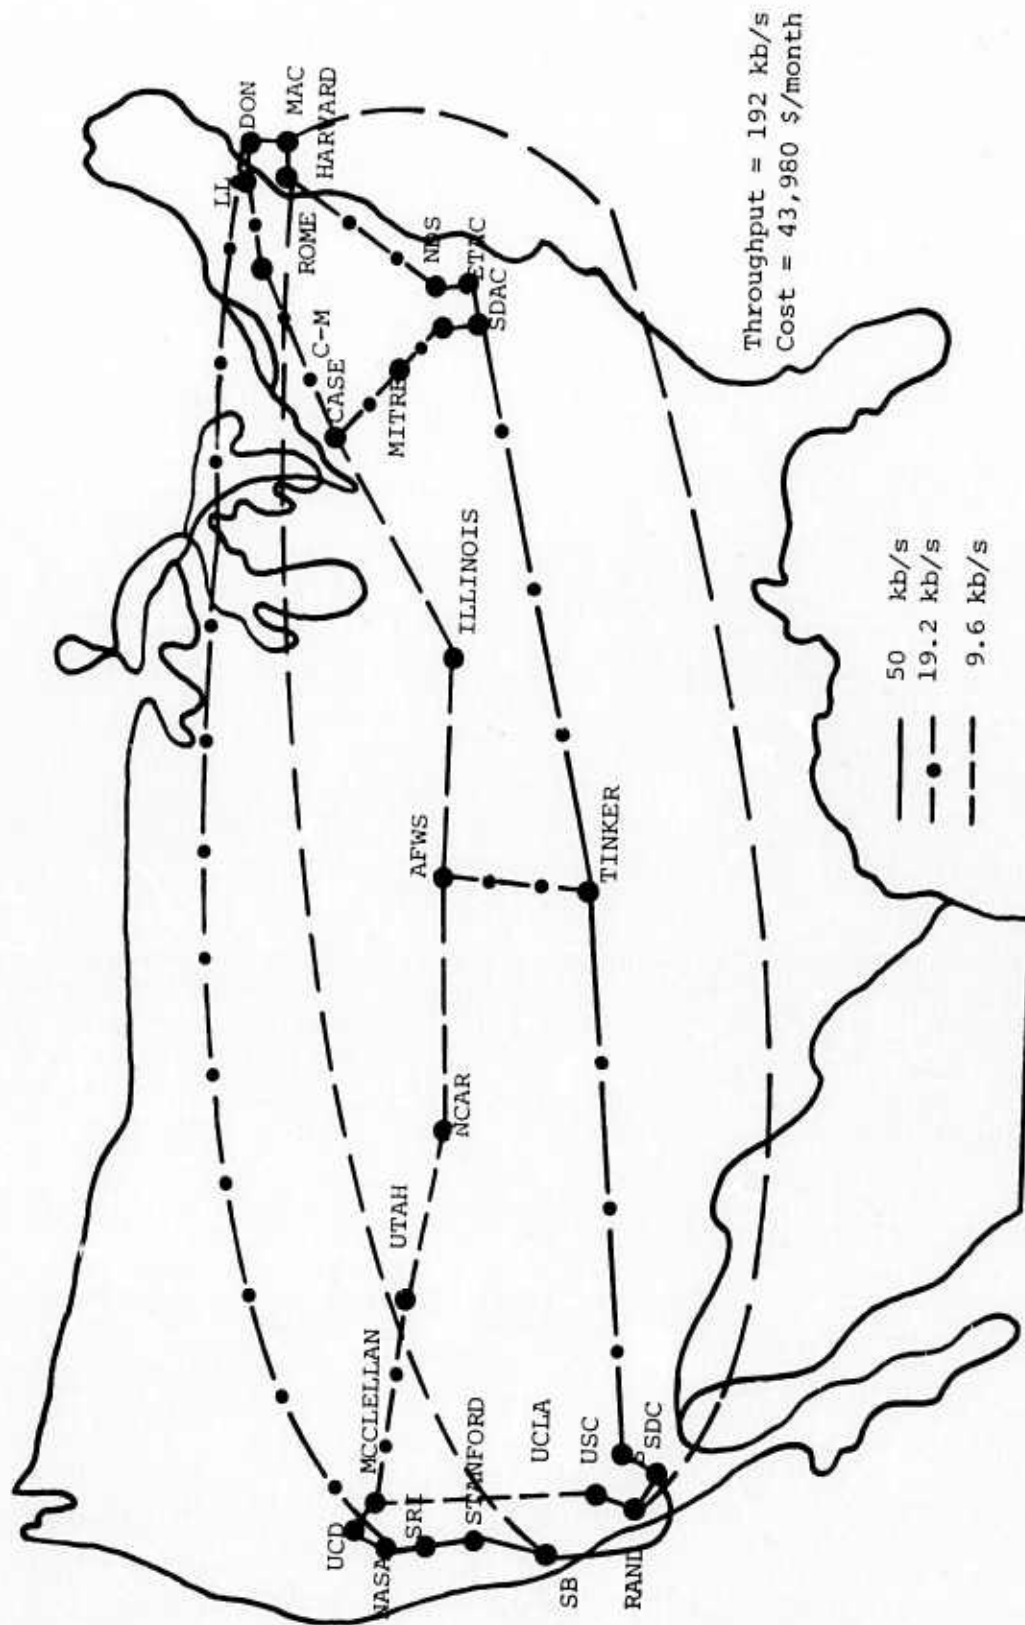 DON
LL
MAC
HARVARD
ROME
C-M
CASE
NBS
ETAC
SDAC
MITRE
ILLINOIS
AFWS
TINKER
NCAR
UTAH
MCCLELLAN
UCD
NASA
SRI
STANFORD
UCLA
USC
SDC
SB
RAND
Throughput = 192 kb/s
Cost = 43,980 $/month
50 kb/s
19.2 kb/s
9.6 kb/s